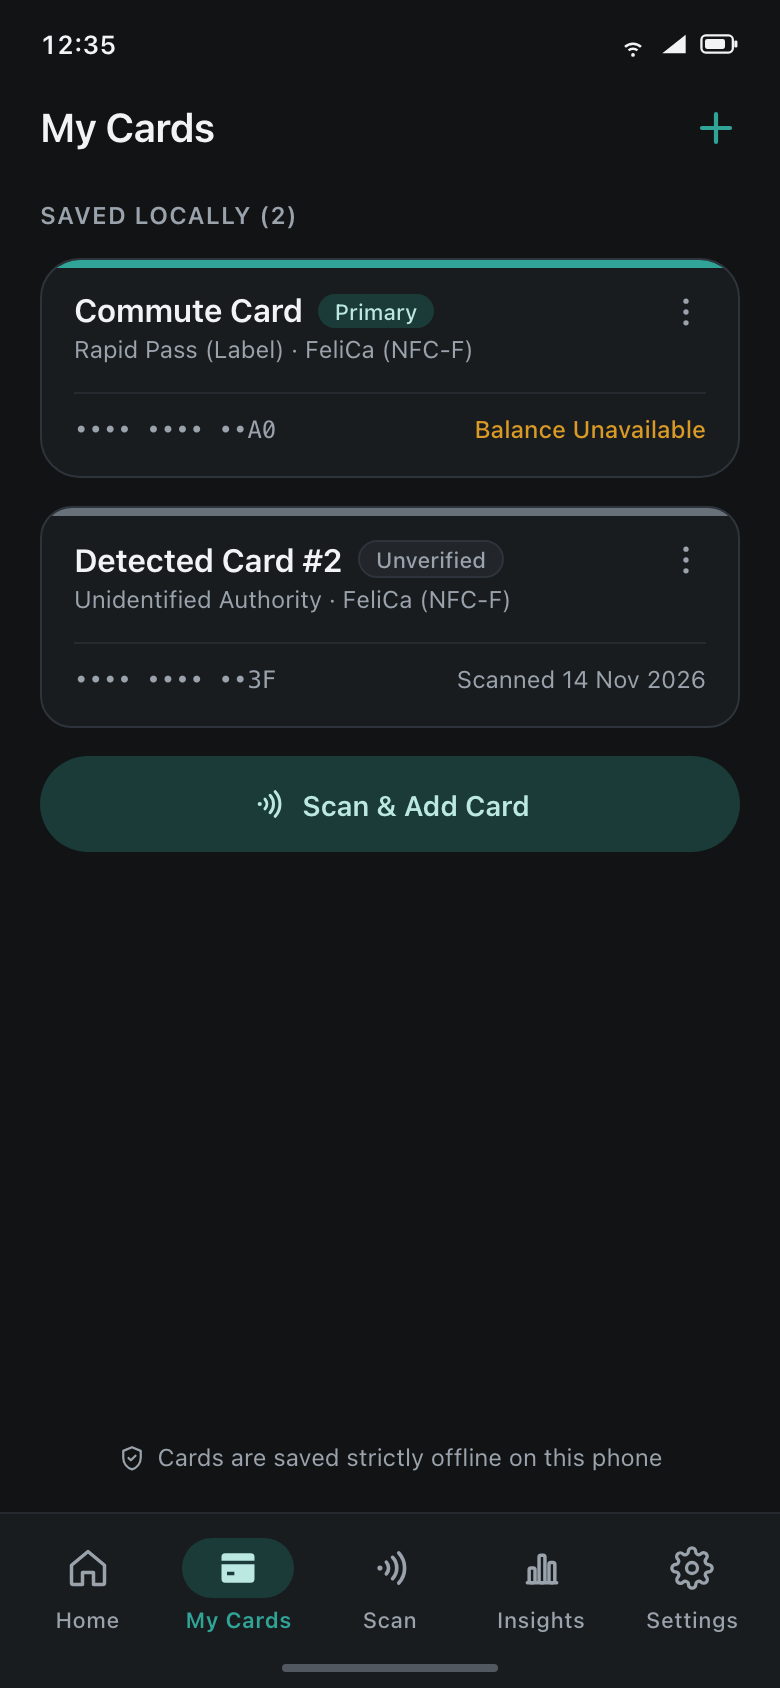 12:35
My Cards
SAVED LOCALLY (2)
Commute Card Primary
Rapid Pass (Label) · FeliCa (NFC-F)
•••• •••• ••A0 Balance Unavailable
Detected Card #2 Unverified
Unidentified Authority · FeliCa (NFC-F)
•••• •••• ••3F Scanned 14 Nov 2026
Scan & Add Card
Cards are saved strictly offline on this phone
Home My Cards Scan Insights Settings